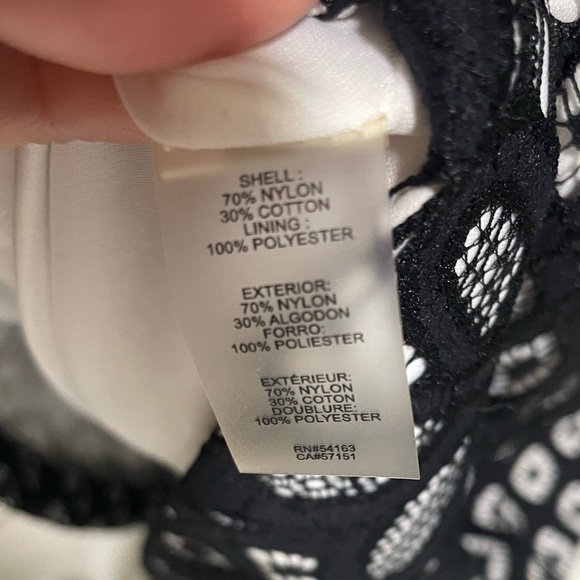 SHELL :
70% NYLON
30% COTTON
LINING :
100% POLYESTER
EXTERIOR:
70% NYLON
30% ALGODON
FORRO:
100% POLIESTER
EXTÉRIEUR:
70% NYLON
30% COTON
DOUBLURE:
100% POLYESTER
RN#54163
CA#57151